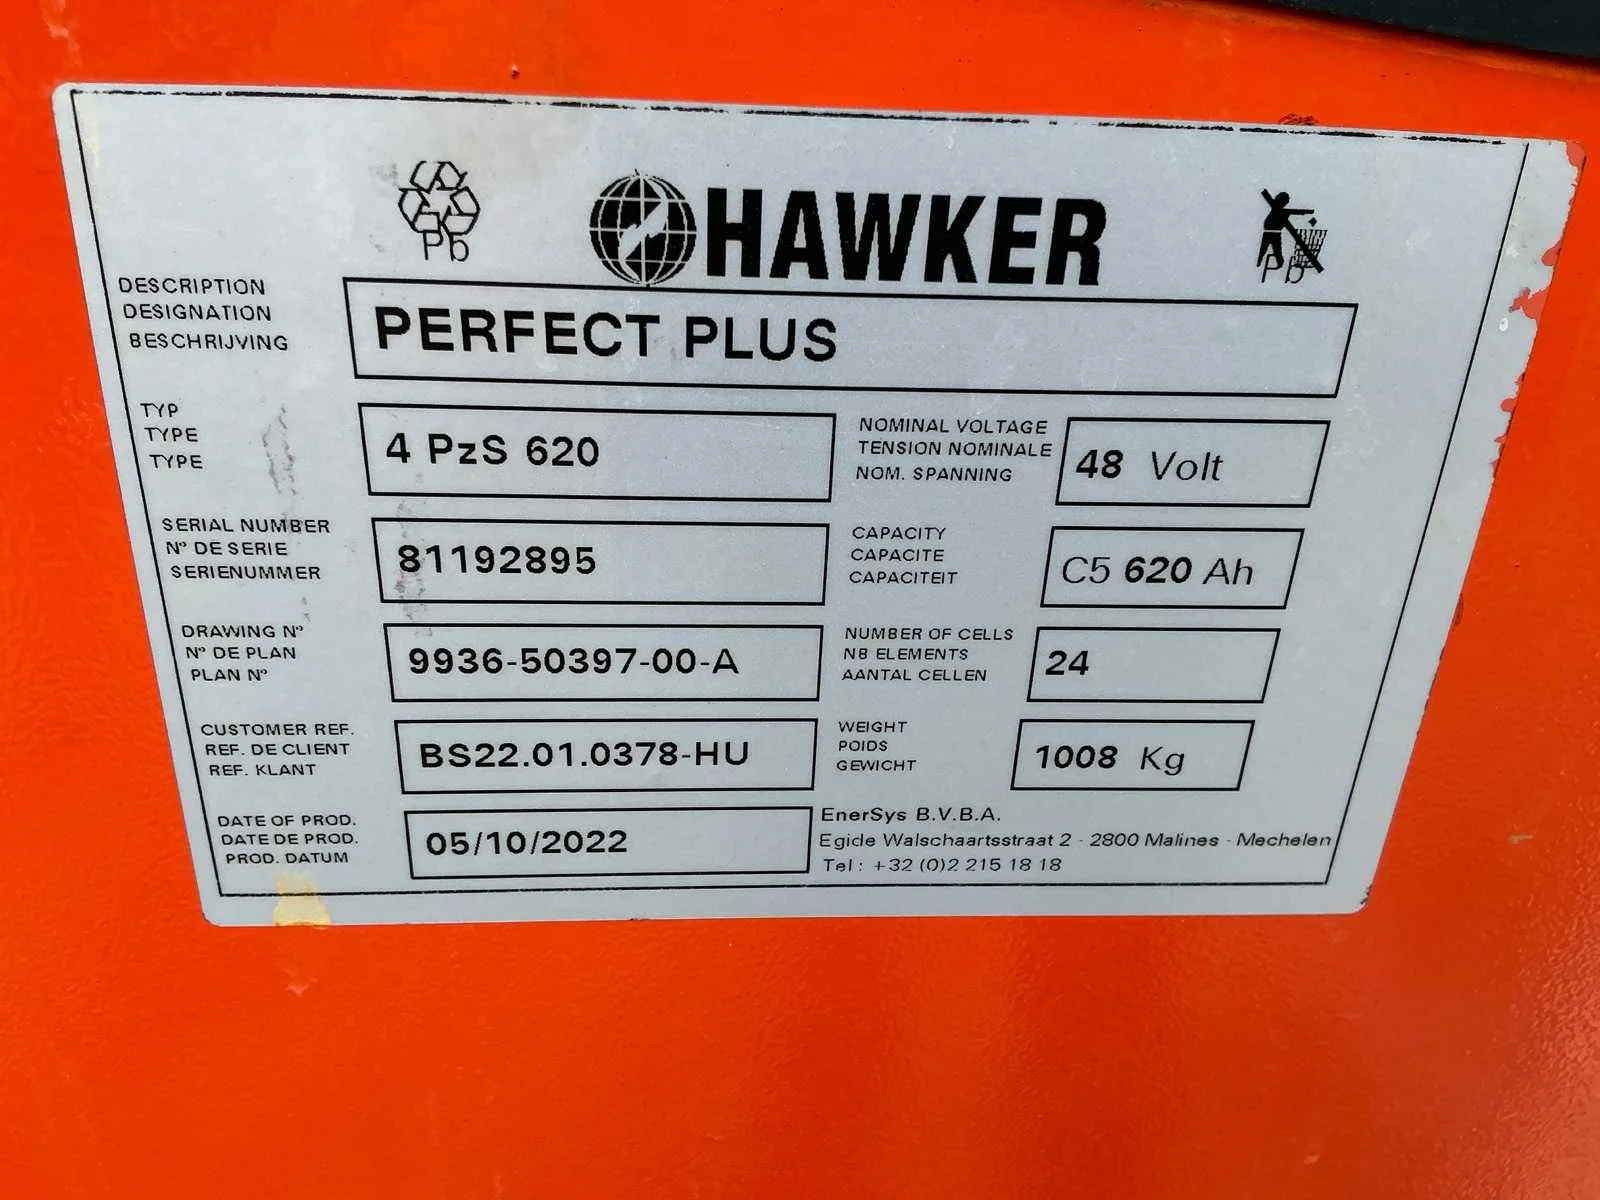 Pb
HAWKER
Pb
DESCRIPTION
DESIGNATION
BESCHRIJVING
PERFECT PLUS
TYP
TYPE
TYPE
4 PzS 620
NOMINAL VOLTAGE
TENSION NOMINALE
NOM. SPANNING
48 Volt
SERIAL NUMBER
Nº DE SERIE
SERIENUMMER
81192895
CAPACITY
CAPACITE
CAPACITEIT
C5 620 Ah
DRAWING Nº
Nº DE PLAN
PLAN Nº
9936-50397-00-A
NUMBER OF CELLS
NB ELEMENTS
AANTAL CELLEN
24
CUSTOMER REF.
REF. DE CLIENT
REF. KLANT
BS22.01.0378-HU
WEIGHT
POIDS
GEWICHT
1008 Kg
DATE OF PROD.
DATE DE PROD.
PROD. DATUM
05/10/2022
EnerSys B.V.B.A.
Egide Walschaartsstraat 2 - 2800 Malines - Mechelen
Tel : +32 (0)2 215 18 18